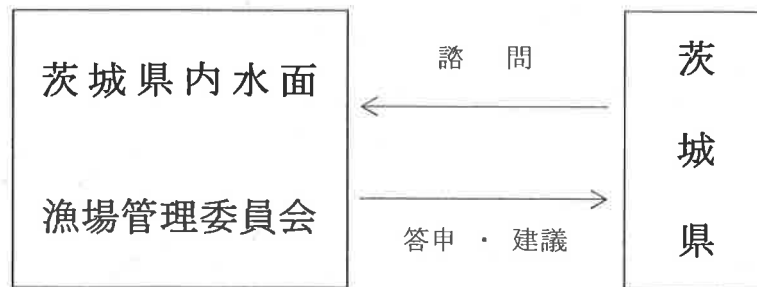 茨城県内水面
漁場管理委員会
諮問
答申・建議
茨城県